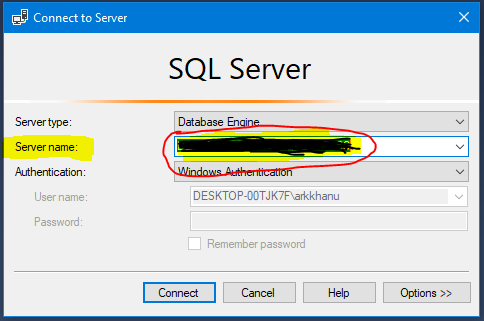 Connect to Server
SQL Server
Server type: Database Engine
Server name:
Authentication: Windows Authentication
User name: DESKTOP-00TJK7F\arkkhanu
Password:
Remember password
Connect Cancel Help Options >>